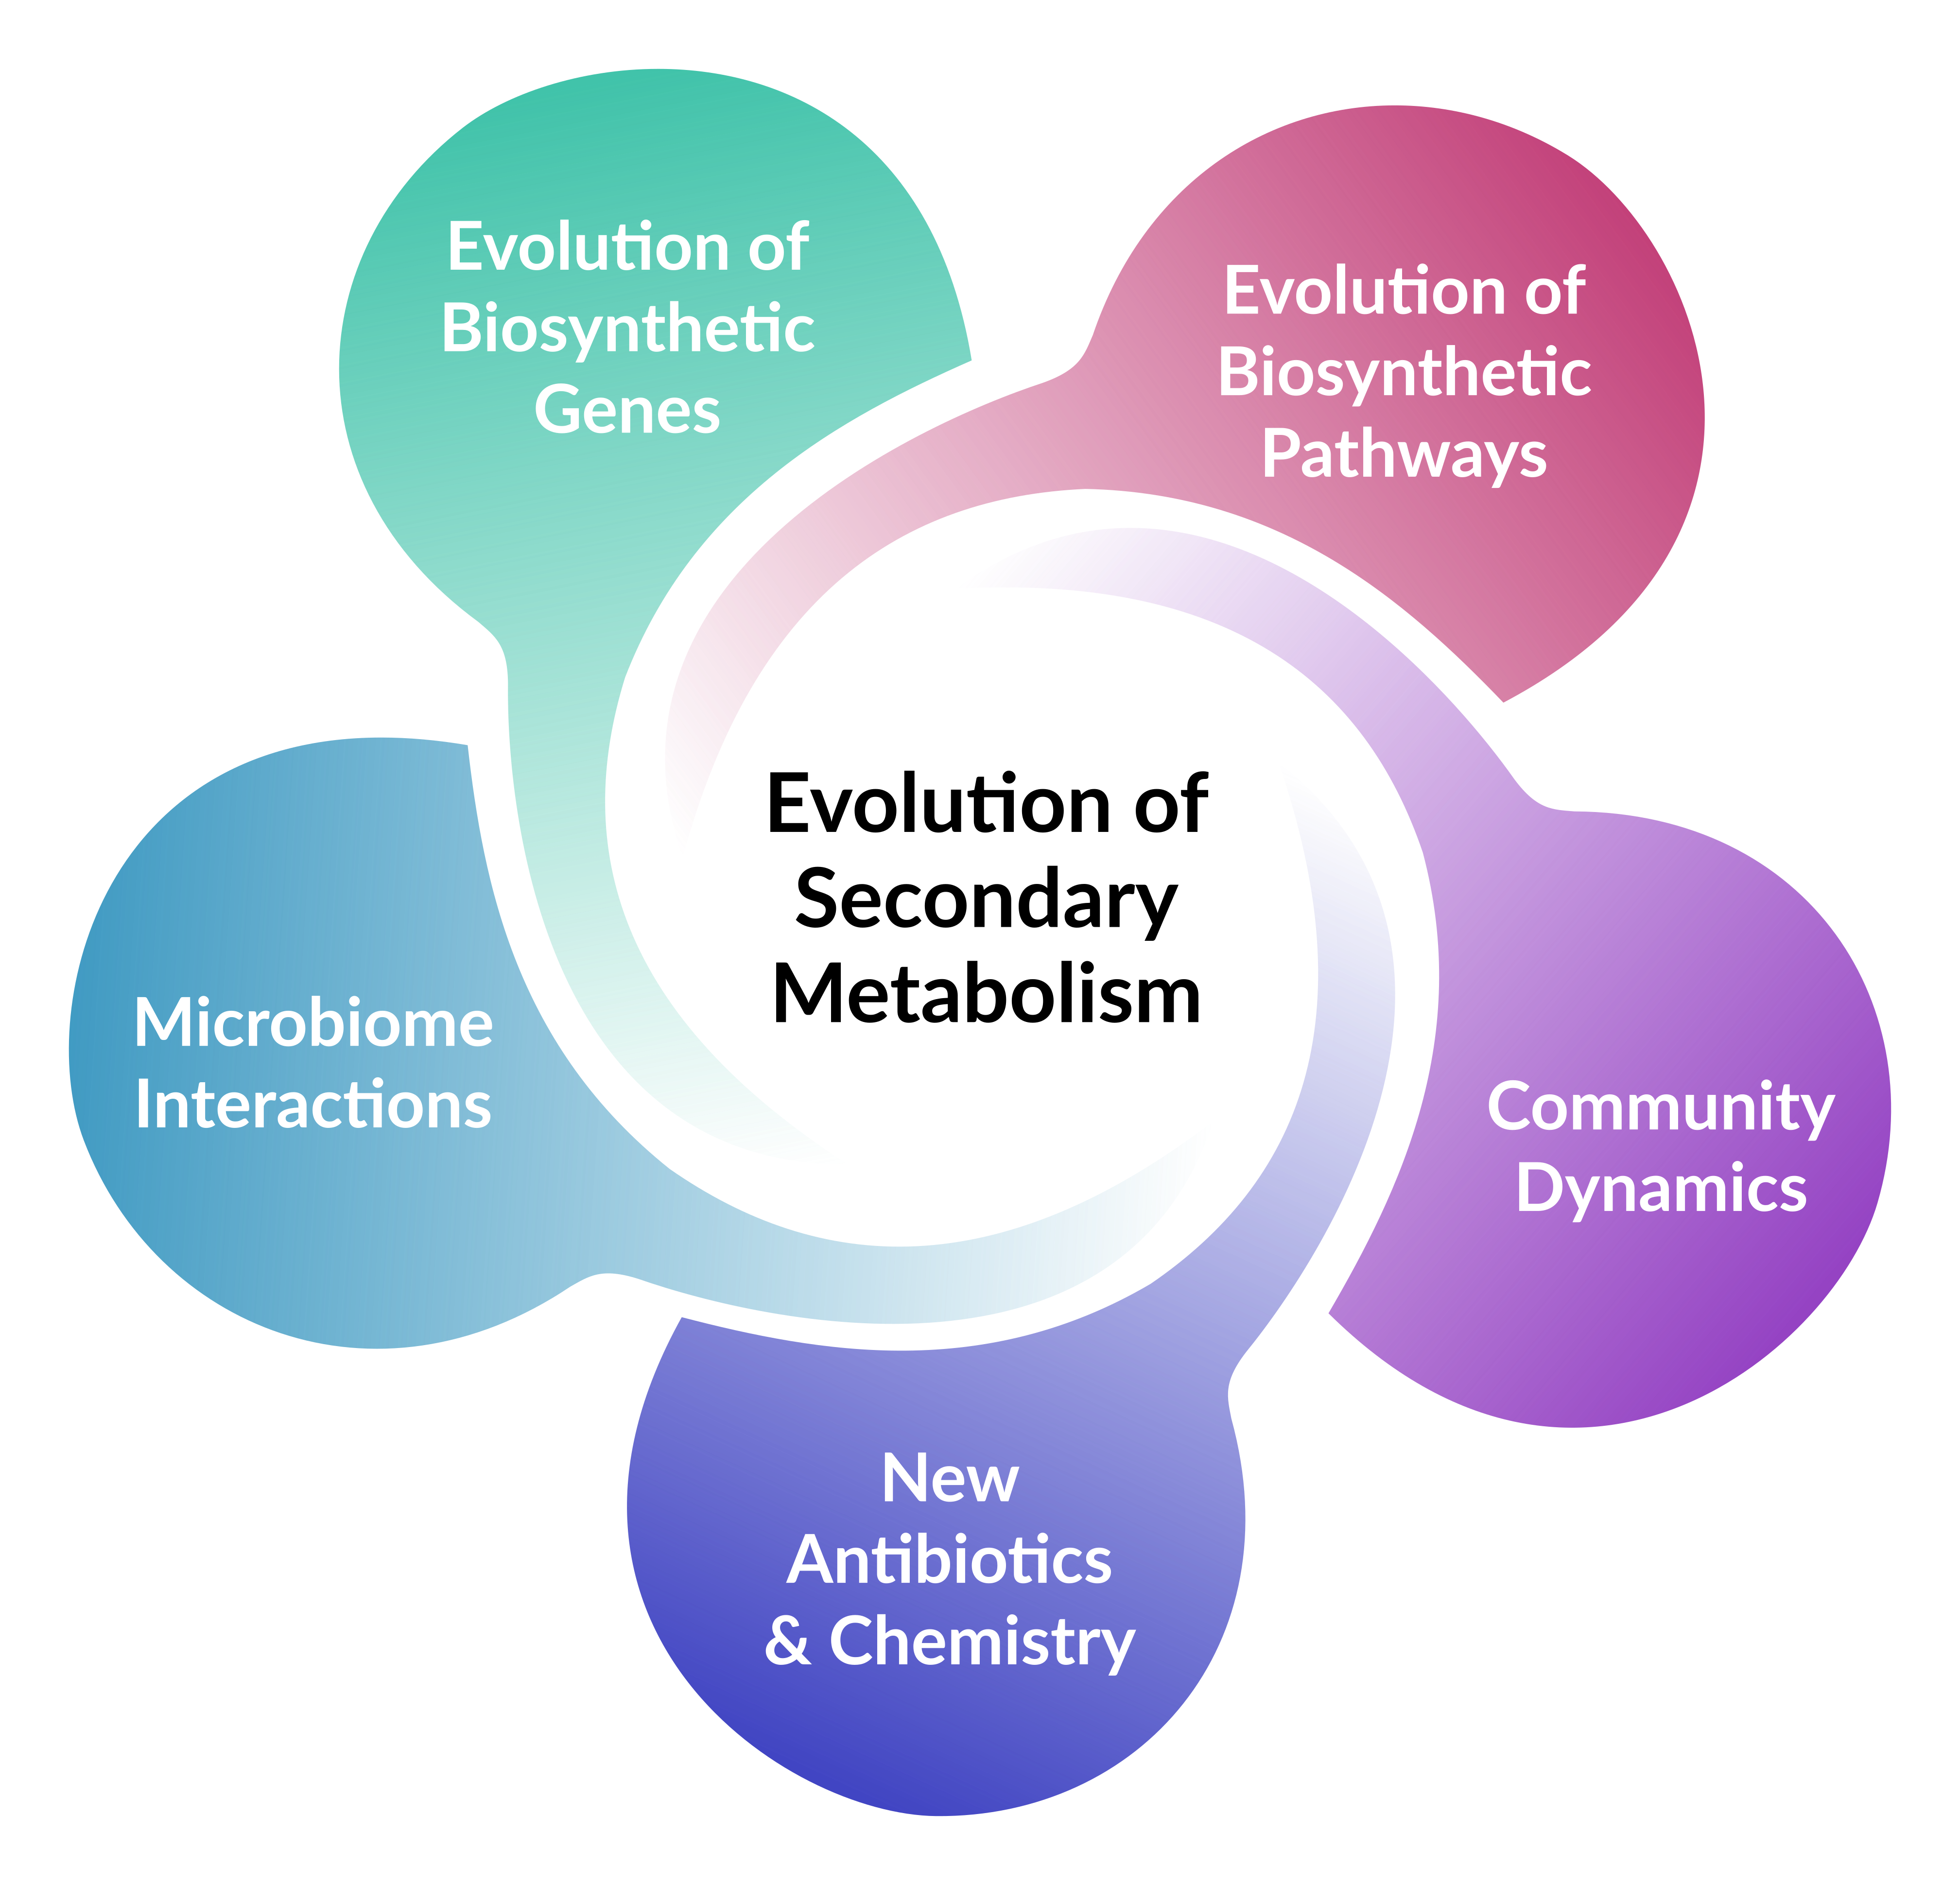 Evolution of
Biosynthetic
Genes
Evolution of
Biosynthetic
Pathways
Evolution of
Secondary
Metabolism
Microbiome
Interactions
Community
Dynamics
New
Antibiotics
& Chemistry